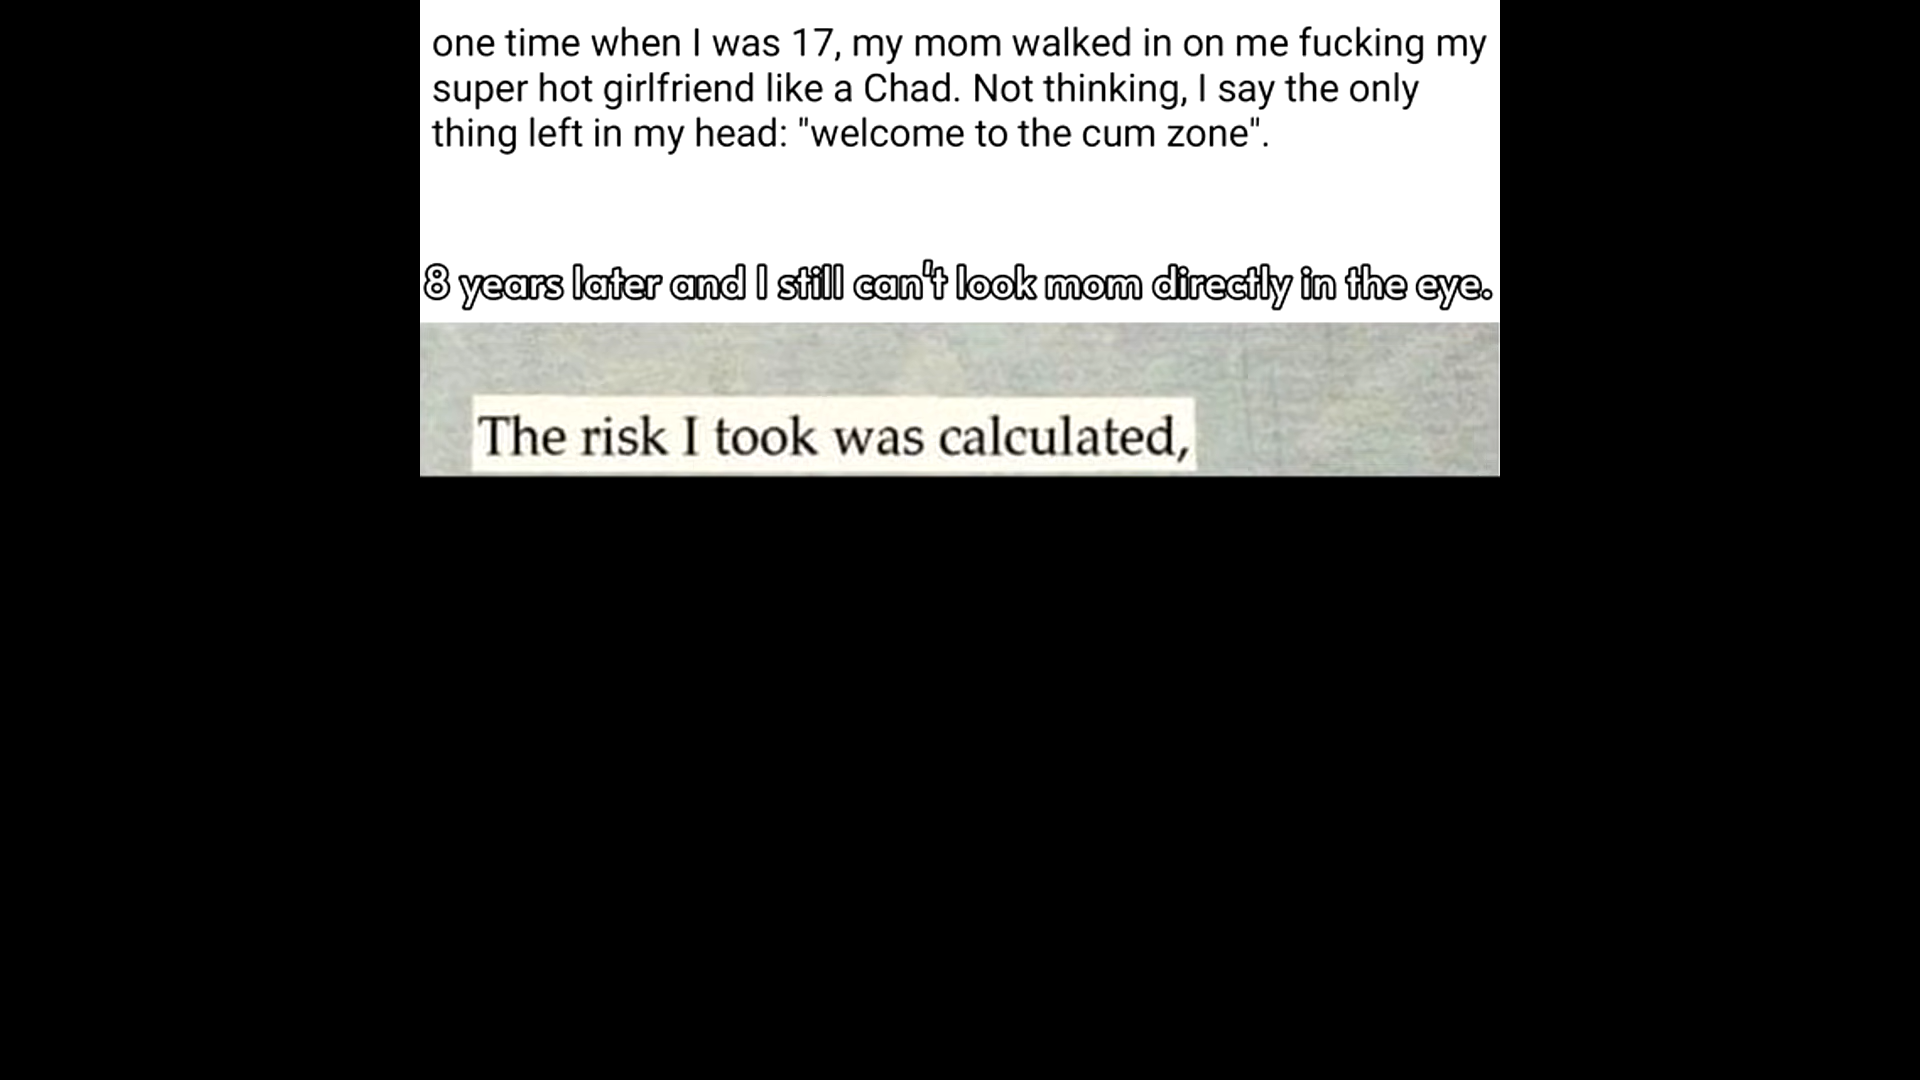 one time when I was 17, my mom walked in on me fucking my
super hot girlfriend like a Chad. Not thinking, I say the only
thing left in my head: "welcome to the cum zone".
8 years later and I still can't look mom directly in the eye.
The risk I took was calculated,